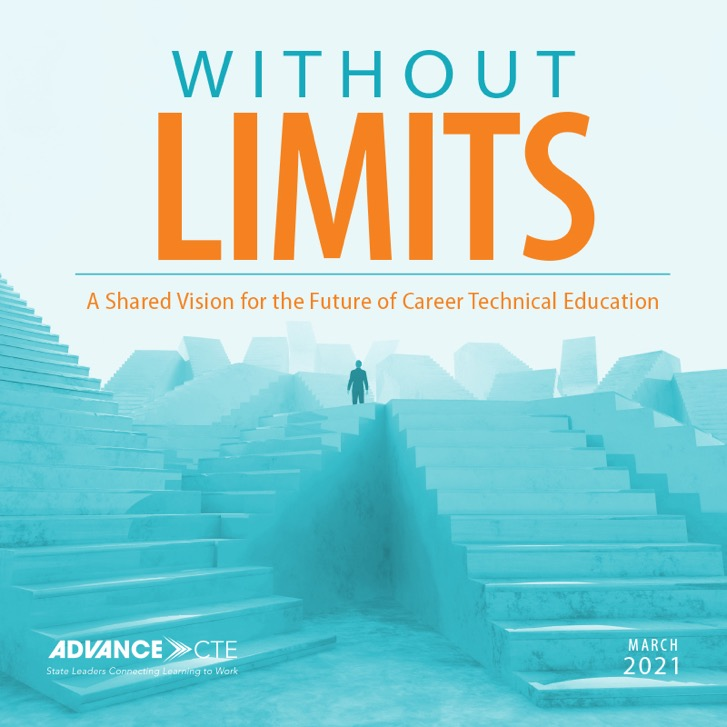 WITHOUT
LIMITS
A Shared Vision for the Future of Career Technical Education
ADVANCE CTE
State Leaders Connecting Learning to Work
MARCH
2021